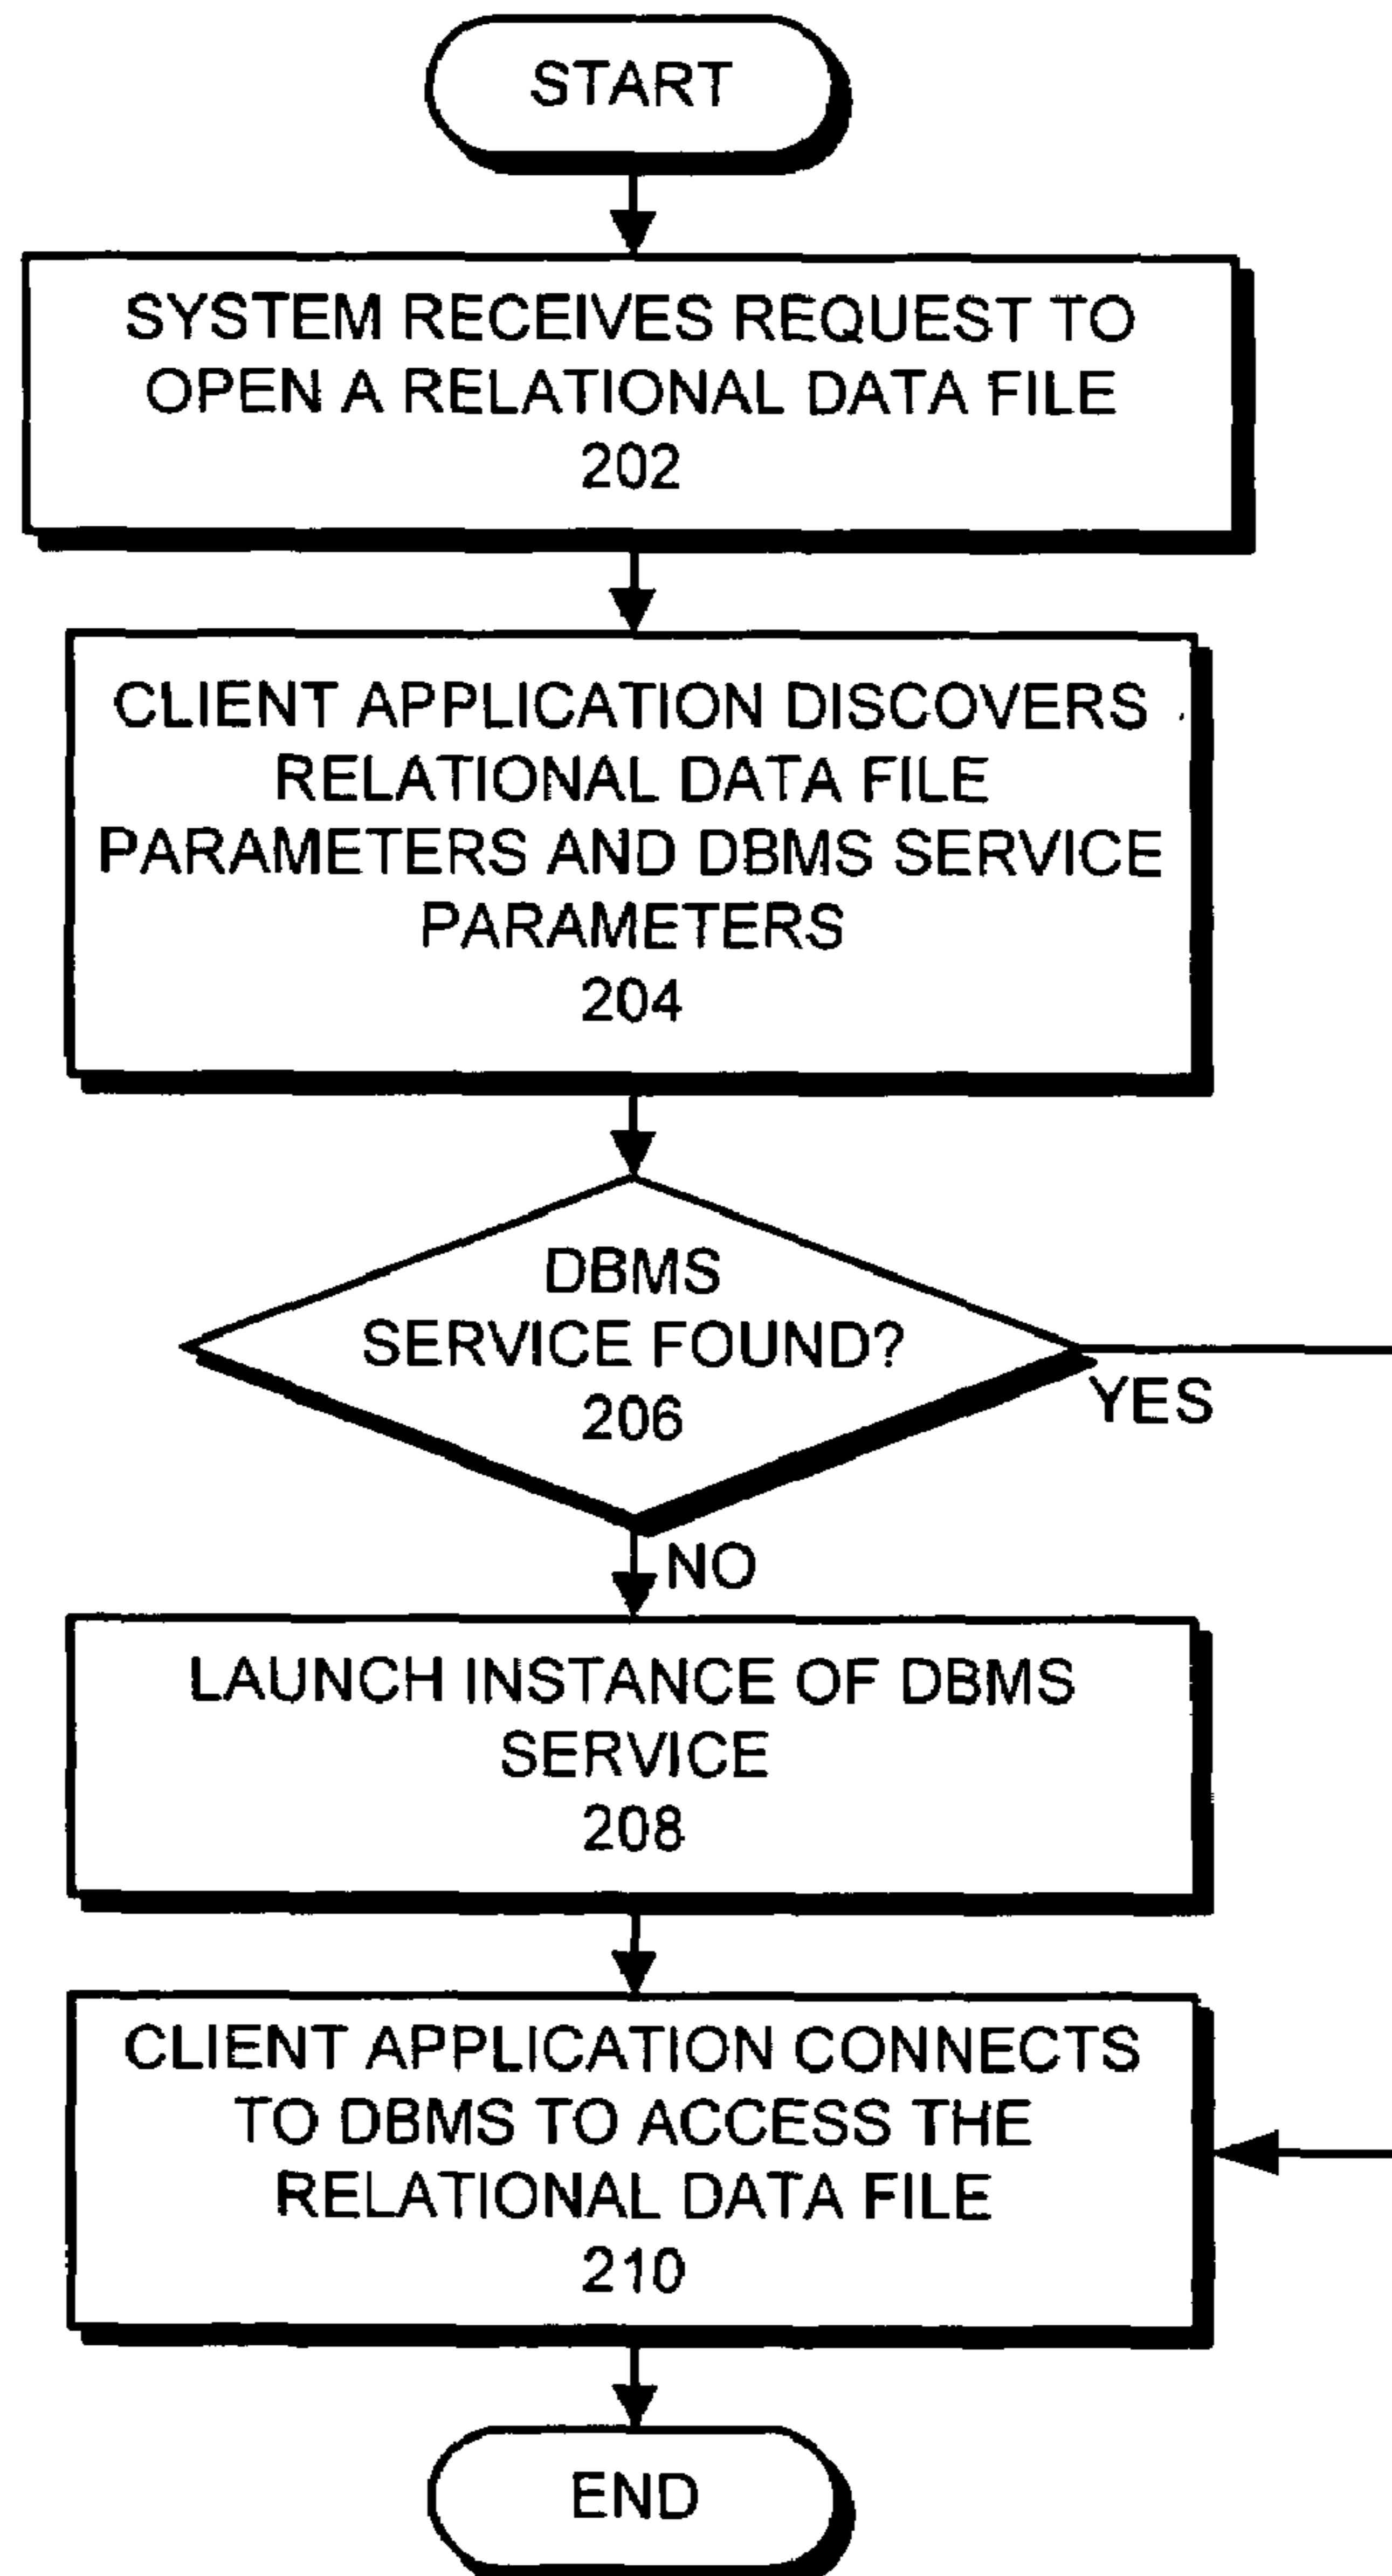 START
SYSTEM RECEIVES REQUEST TO
OPEN A RELATIONAL DATA FILE
202
CLIENT APPLICATION DISCOVERS
RELATIONAL DATA FILE
PARAMETERS AND DBMS SERVICE
PARAMETERS
204
DBMS
SERVICE FOUND?
206
YES
NO
LAUNCH INSTANCE OF DBMS
SERVICE
208
CLIENT APPLICATION CONNECTS
TO DBMS TO ACCESS THE
RELATIONAL DATA FILE
210
END